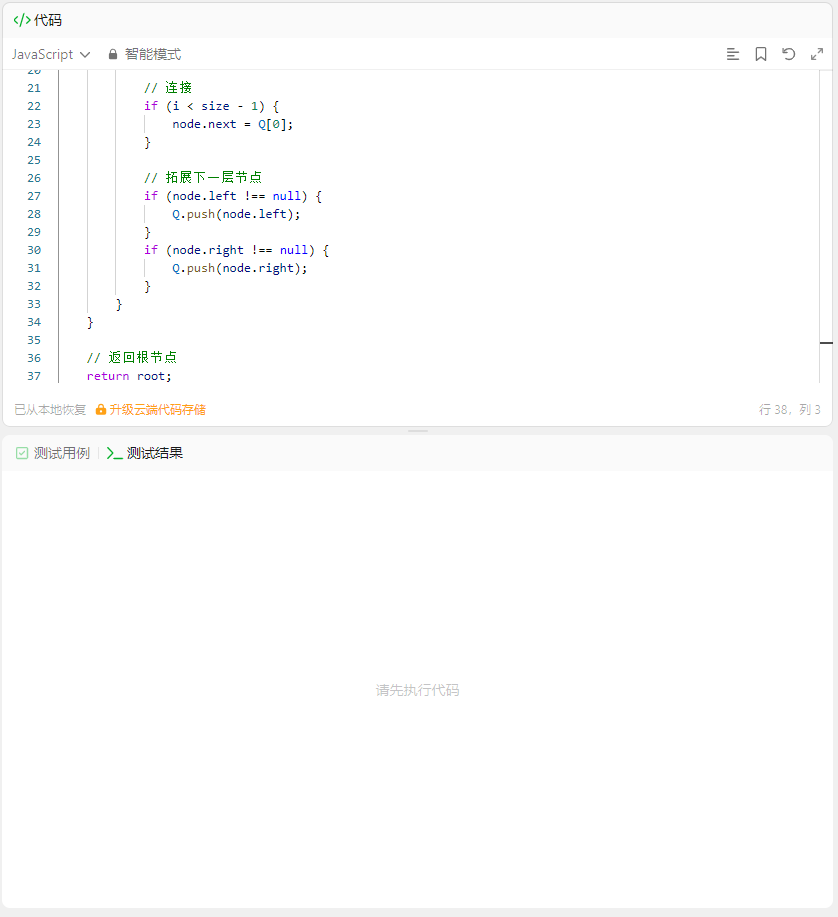 </> 代码
JavaScript 智能模式
20
21 // 连接
22 if (i < size - 1) {
23 node.next = Q[0];
24 }
25
26 // 拓展下一层节点
27 if (node.left !== null) {
28 Q.push(node.left);
29 }
30 if (node.right !== null) {
31 Q.push(node.right);
32 }
33 }
34 }
35
36 // 返回根节点
37 return root;
已从本地恢复 升级云端代码存储 行 38，列 3
测试用例 测试结果
请先执行代码